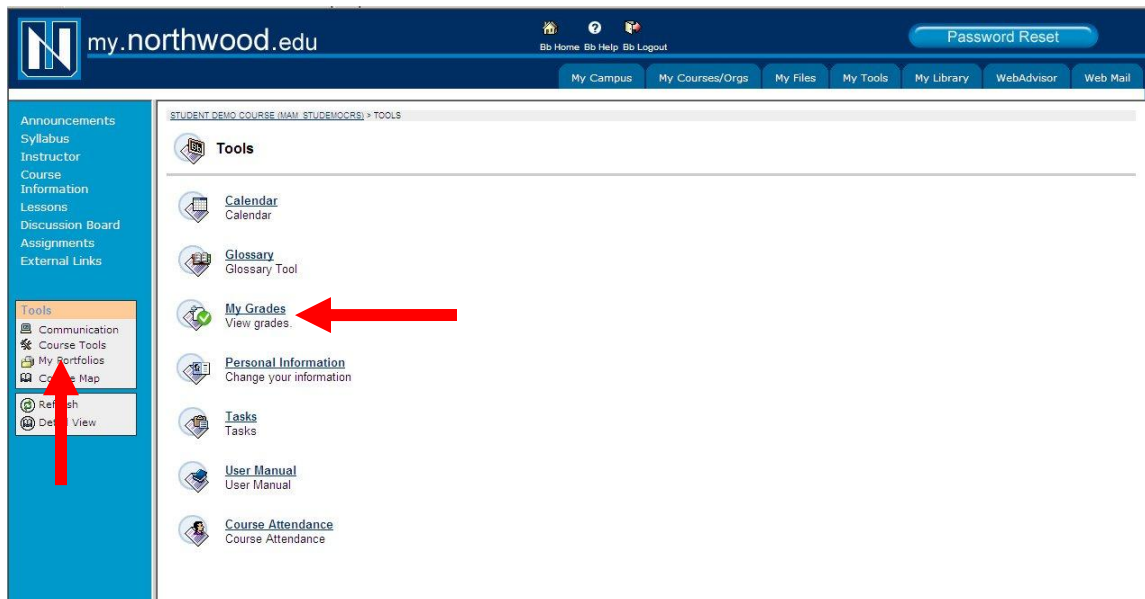 my.northwood.edu
Bb Home Bb Help Bb Logout
Password Reset
My Campus My Courses/Orgs My Files My Tools My Library WebAdvisor Web Mail
Announcements
Syllabus
Instructor
Course
Information
Lessons
Discussion Board
Assignments
External Links
Tools
Communication
Course Tools
My Portfolios
Map
View
STUDENT DEMO COURSE (MAM_STUDEMOCRS) > TOOLS
Tools
Calendar
Calendar
Glossary
Glossary Tool
My Grades
View grades.
Personal Information
Change your information
Tasks
Tasks
User Manual
User Manual
Course Attendance
Course Attendance